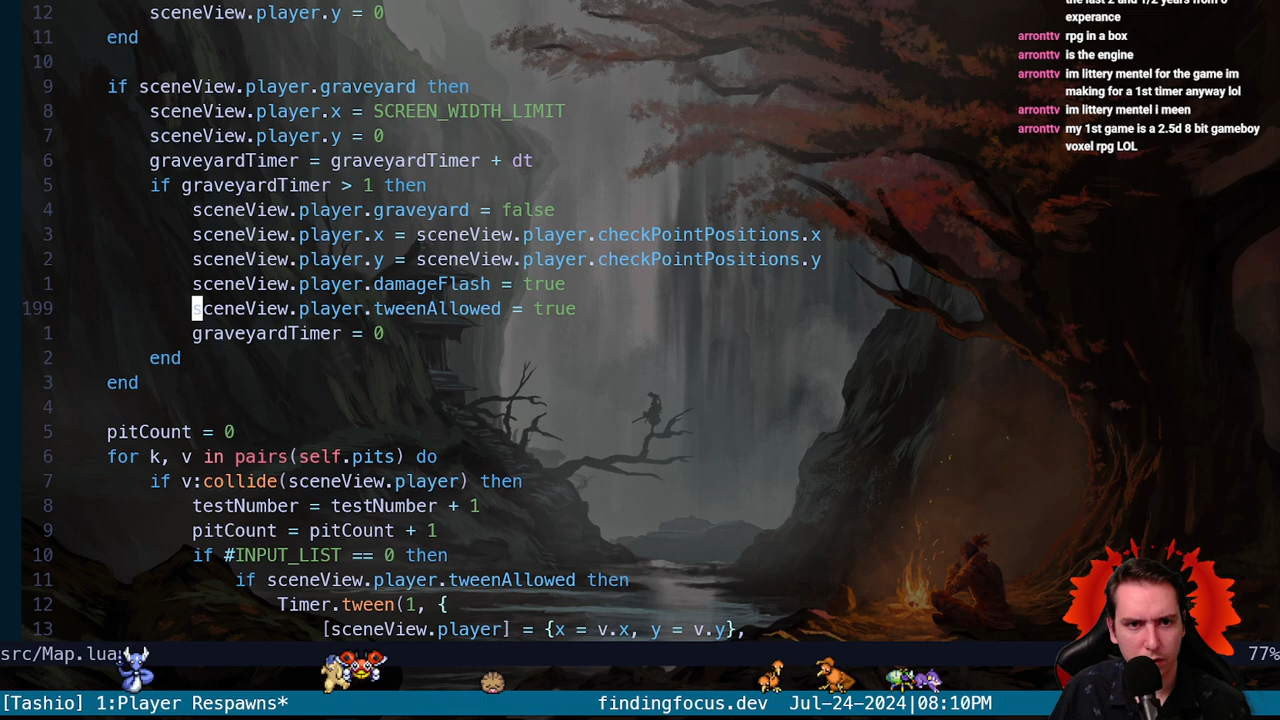 12 sceneView.player.y = 0
11 end
10
9 if sceneView.player.graveyard then
8 sceneView.player.x = SCREEN_WIDTH_LIMIT
7 sceneView.player.y = 0
6 graveyardTimer = graveyardTimer + dt
5 if graveyardTimer > 1 then
4 sceneView.player.graveyard = false
3 sceneView.player.x = sceneView.player.checkPointPositions.x
2 sceneView.player.y = sceneView.player.checkPointPositions.y
1 sceneView.player.damageFlash = true
199 sceneView.player.tweenAllowed = true
1 graveyardTimer = 0
2 end
3 end
4
5 pitCount = 0
6 for k, v in pairs(self.pits) do
7 if v:collide(sceneView.player) then
8 testNumber = testNumber + 1
9 pitCount = pitCount + 1
10 if #INPUT_LIST == 0 then
11 if sceneView.player.tweenAllowed then
12 Timer.tween(1, {
13 [sceneView.player] = {x = v.x, y = v.y},
src/Map.lua
77%
[Tashio] 1:Player Respawns* findingfocus.dev Jul-24-2024|08:10PM
experance
arronttv rpg in a box
arronttv is the engine
arronttv im littery mentel for the game im
making for a 1st timer anyway lol
arronttv im littery mentel i meen
arronttv my 1st game is a 2.5d 8 bit gameboy
voxel rpg LOL